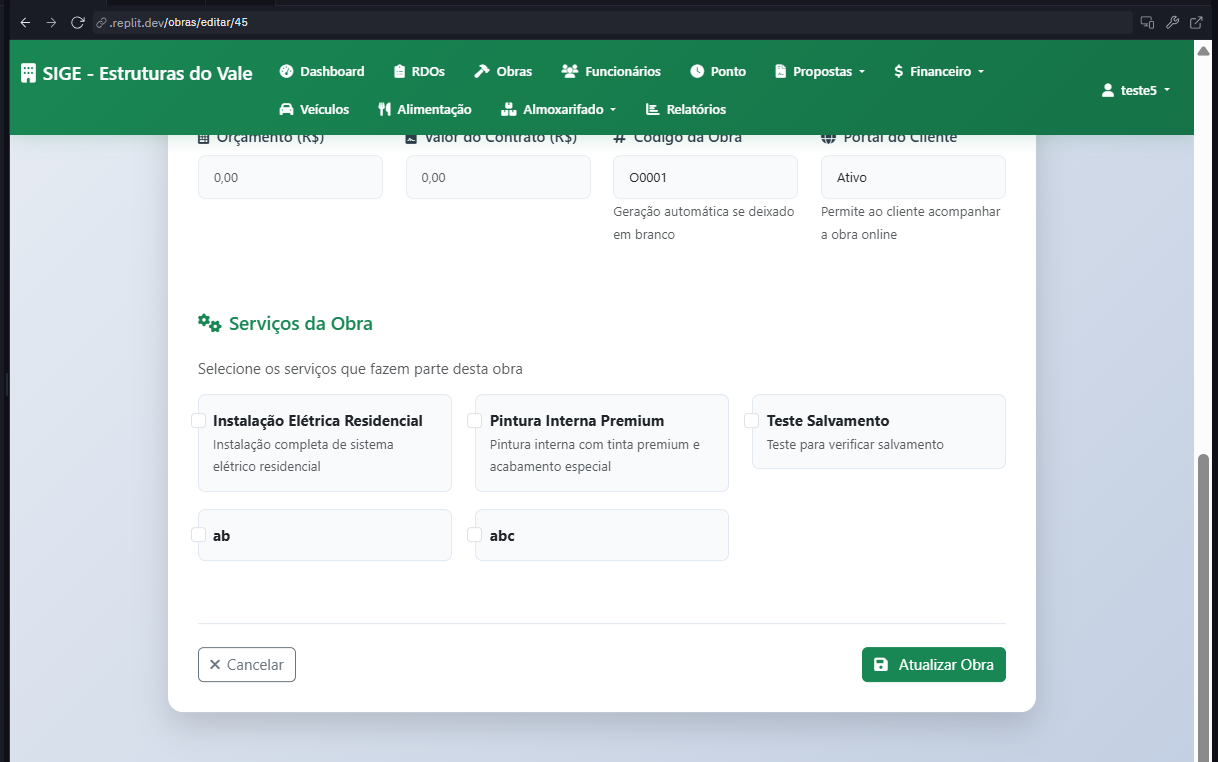 .replit.dev/obras/editar/45
SIGE - Estruturas do Vale
Dashboard
RDOs
Obras
Funcionários
Ponto
Propostas
Financeiro
teste5
Veículos
Alimentação
Almoxarifado
Relatórios
Orçamento (R$)
Valor do Contrato (R$)
Código da Obra
Portal do Cliente
0,00
0,00
O0001
Ativo
Geração automática se deixado
em branco
Permite ao cliente acompanhar
a obra online
Serviços da Obra
Selecione os serviços que fazem parte desta obra
Instalação Elétrica Residencial
Instalação completa de sistema
elétrico residencial
Pintura Interna Premium
Pintura interna com tinta premium e
acabamento especial
Teste Salvamento
Teste para verificar salvamento
ab
abc
Cancelar
Atualizar Obra